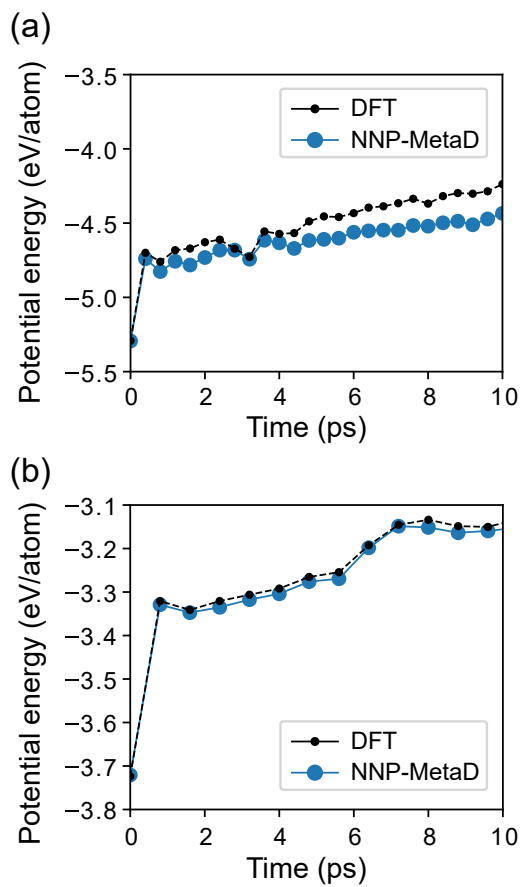 (a)
−3.5
−4.0
−4.5
−5.0
−5.5
Potential energy (eV/atom)
DFT
NNP-MetaD
0 2 4 6 8 10
Time (ps)
(b)
−3.1
−3.2
−3.3
−3.4
−3.5
−3.6
−3.7
−3.8
Potential energy (eV/atom)
DFT
NNP-MetaD
0 2 4 6 8 10
Time (ps)